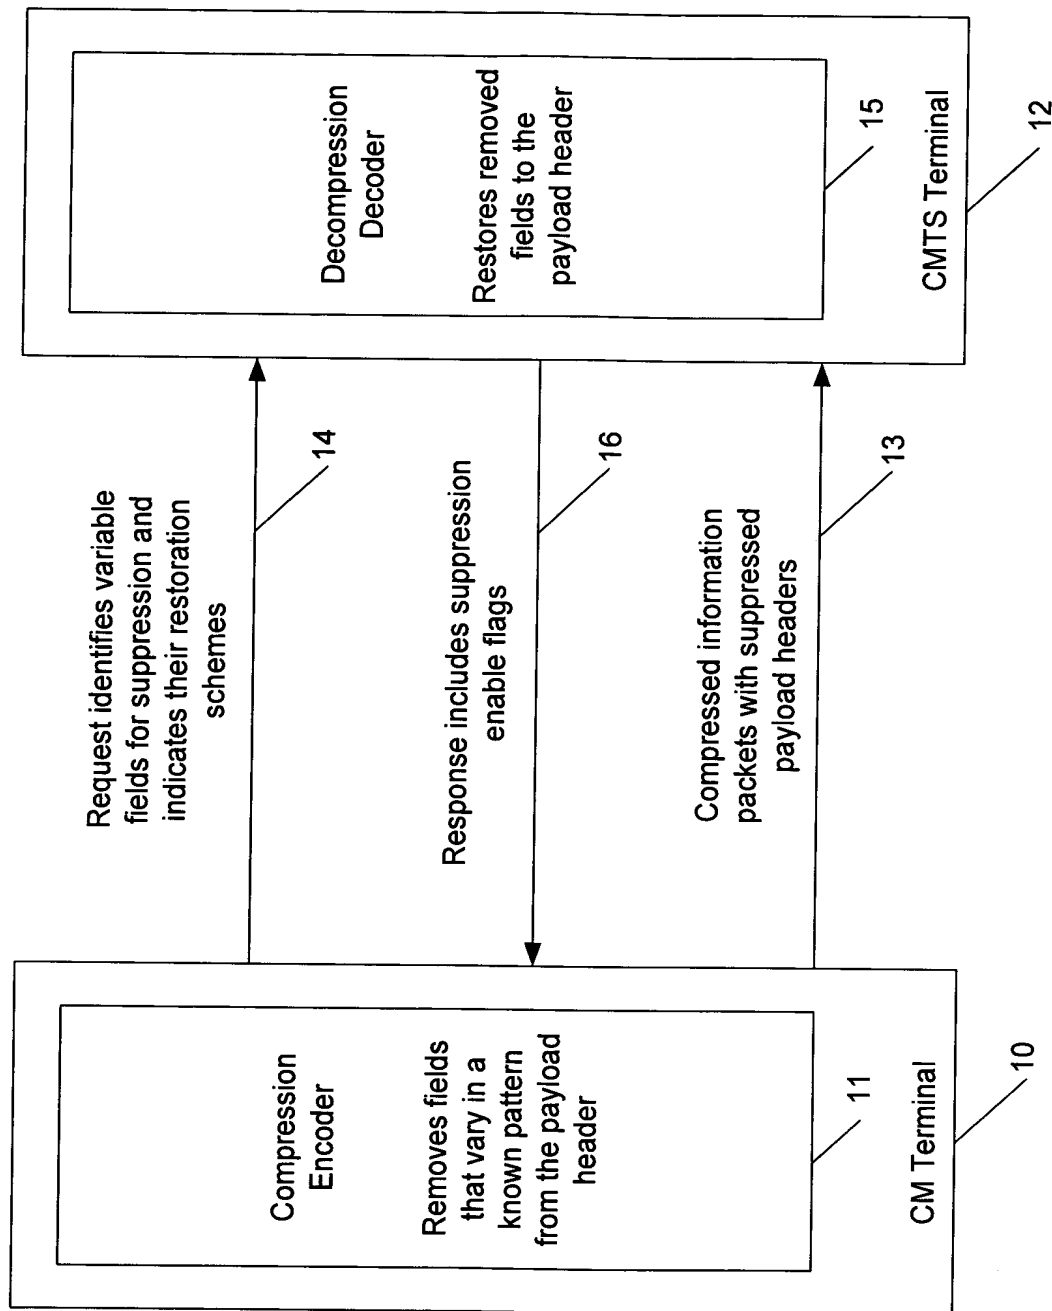 Compression
Encoder
Removes fields
that vary in a
known pattern
from the payload
header
11
CM Terminal
10
Request identifies variable
fields for suppression and
indicates their restoration
schemes
14
Response includes suppression
enable flags
16
Compressed information
packets with suppressed
payload headers
13
Decompression
Decoder
Restores removed
fields to the
payload header
15
CMTS Terminal
12